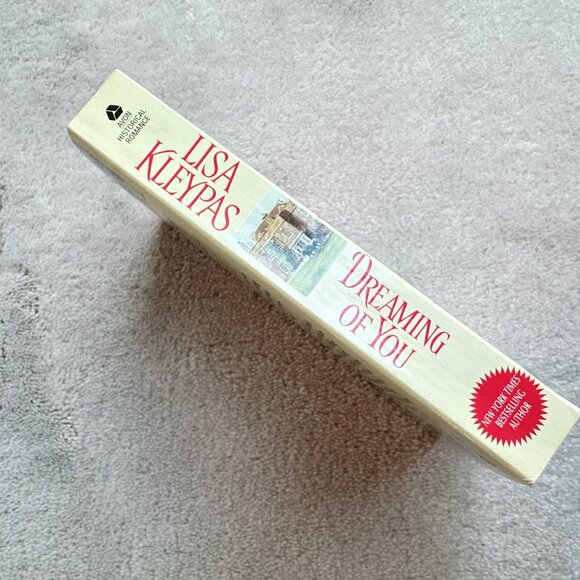 AVON
HISTORICAL
ROMANCE
LISA
KLEYPAS
DREAMING
OF YOU
NEW YORK TIMES
BESTSELLING
AUTHOR